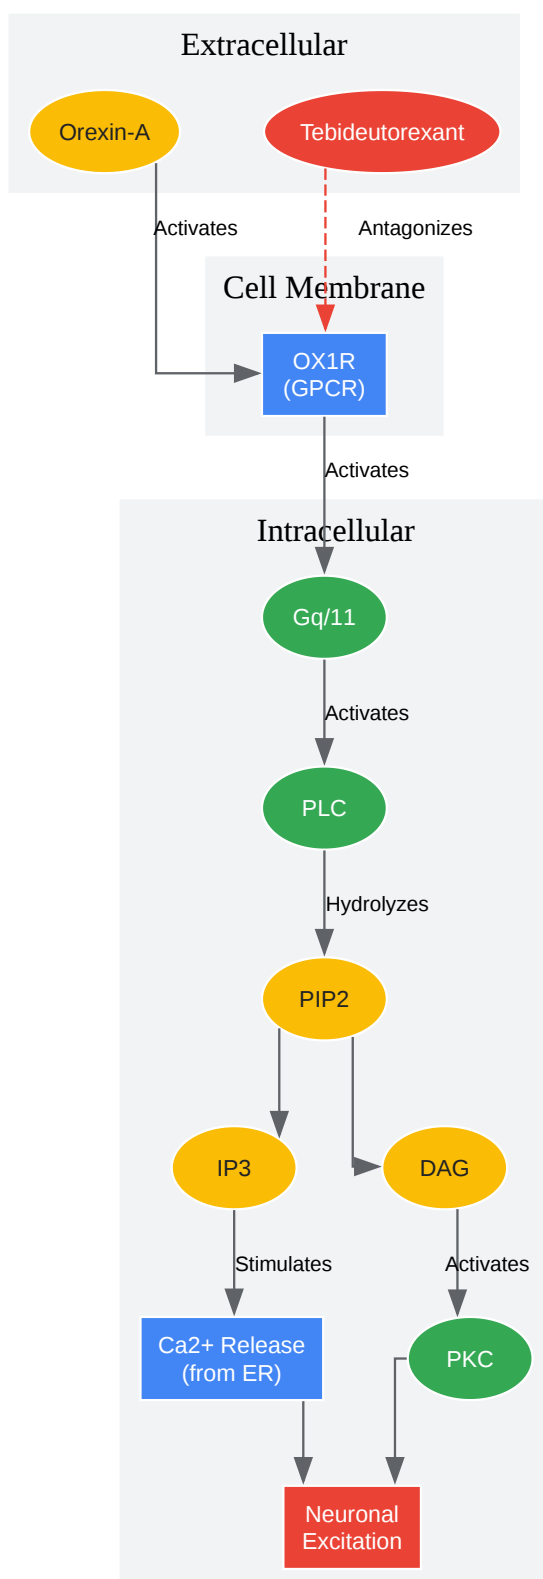 Extracellular
Orexin-A
Tebideutorexant
Activates
Antagonizes
Cell Membrane
OX1R
(GPCR)
Activates
Intracellular
Gq/11
Activates
PLC
Hydrolyzes
PIP2
IP3
DAG
Stimulates
Activates
Ca2+ Release
(from ER)
PKC
Neuronal
Excitation